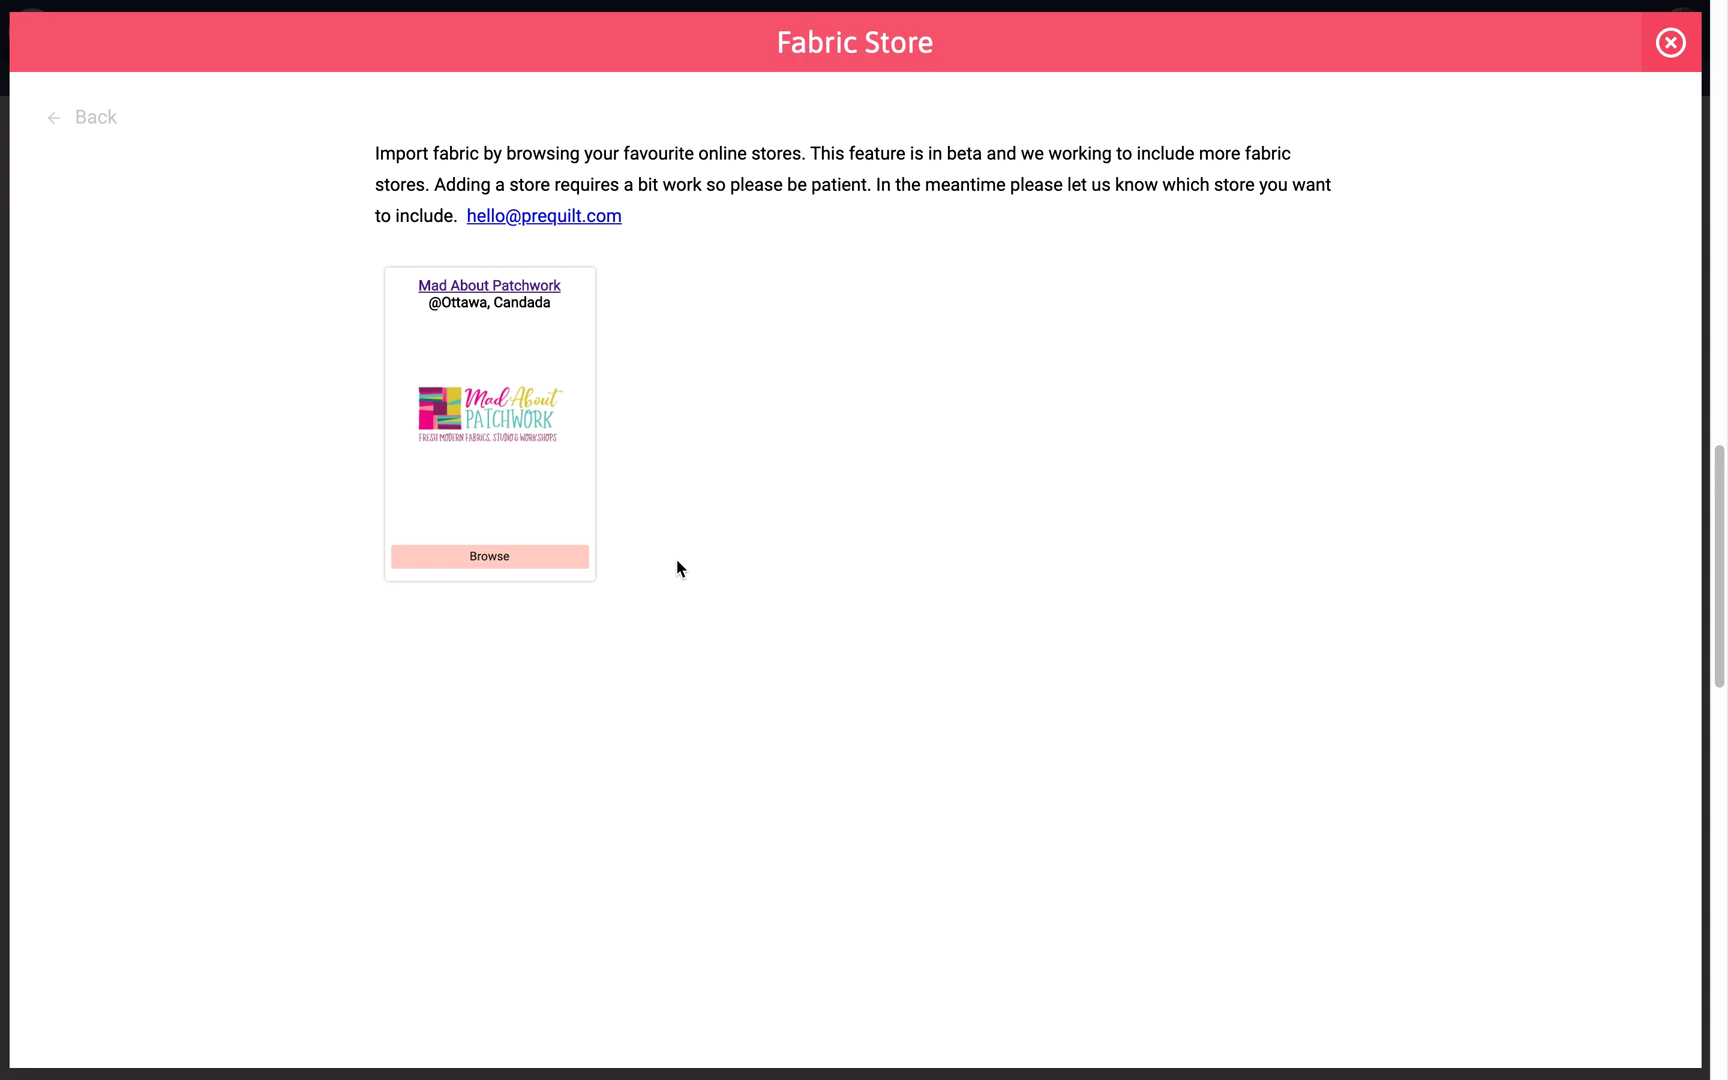 Fabric Store
← Back
Import fabric by browsing your favourite online stores. This feature is in beta and we working to include more fabric
stores. Adding a store requires a bit work so please be patient. In the meantime please let us know which store you want
to include. hello@prequilt.com
Mad About Patchwork
@Ottawa, Candada
Mad About
PATCHWORK
FRESH MODERN FABRICS, STUDIO & WORKSHOPS
Browse